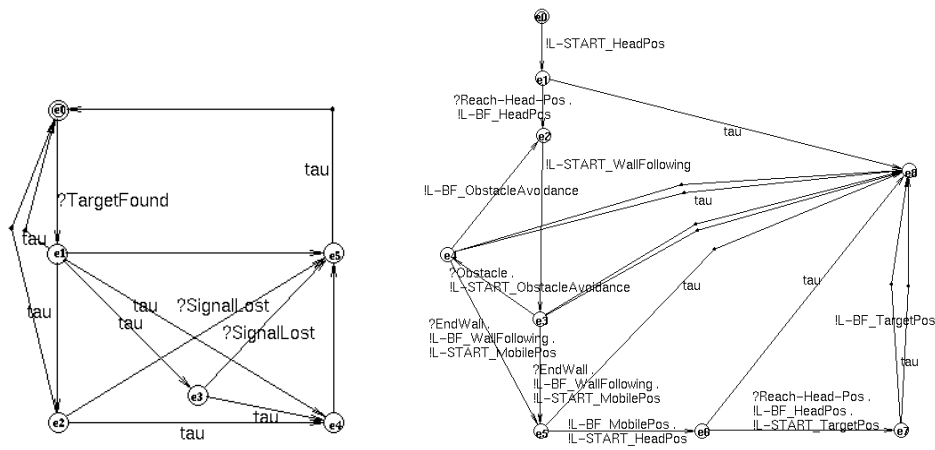 e0
?TargetFound
tau
tau
e1
e5
tau
tau
tau
?SignalLost
?SignalLost
e3
tau
e2
tau
e4
e0
!L-START_HeadPos
e1
?Reach-Head-Pos .
!L-BF_HeadPos
e2
tau
!L-START_WallFollowing
e8
!L-BF_ObstacleAvoidance
tau
e4
?Obstacle .
!L-START_ObstacleAvoidance
tau
tau
e3
?EndWall .
!L-BF_WallFollowing .
!L-START_MobilePos
!L-BF_TargetPos
?EndWall .
!L-BF_WallFollowing .
!L-START_MobilePos
tau
e5
!L-BF_MobilePos .
!L-START_HeadPos
e6
?Reach-Head-Pos .
!L-BF_HeadPos .
!L-START_TargetPos
e7